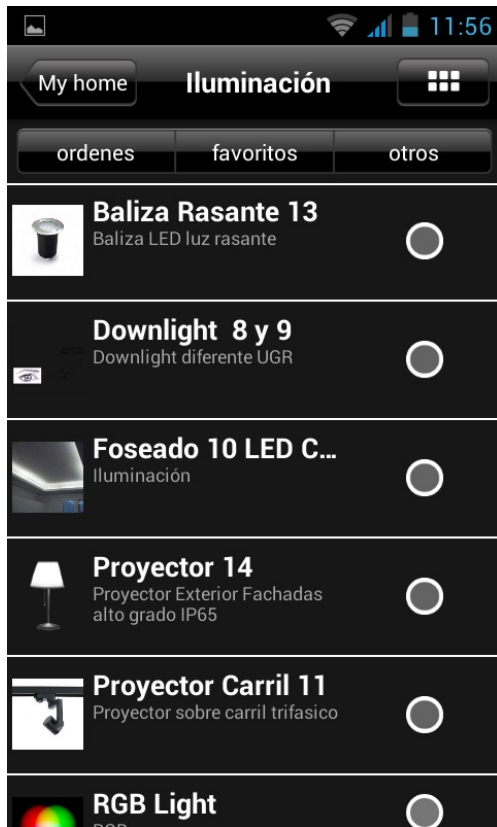 11:56
My home
Iluminación
ordenes
favoritos
otros
Baliza Rasante 13
Baliza LED luz rasante
Downlight 8 y 9
Downlight diferente UGR
Foseado 10 LED C...
Iluminación
Proyector 14
Proyector Exterior Fachadas
alto grado IP65
Proyector Carril 11
Proyector sobre carril trifasico
RGB Light